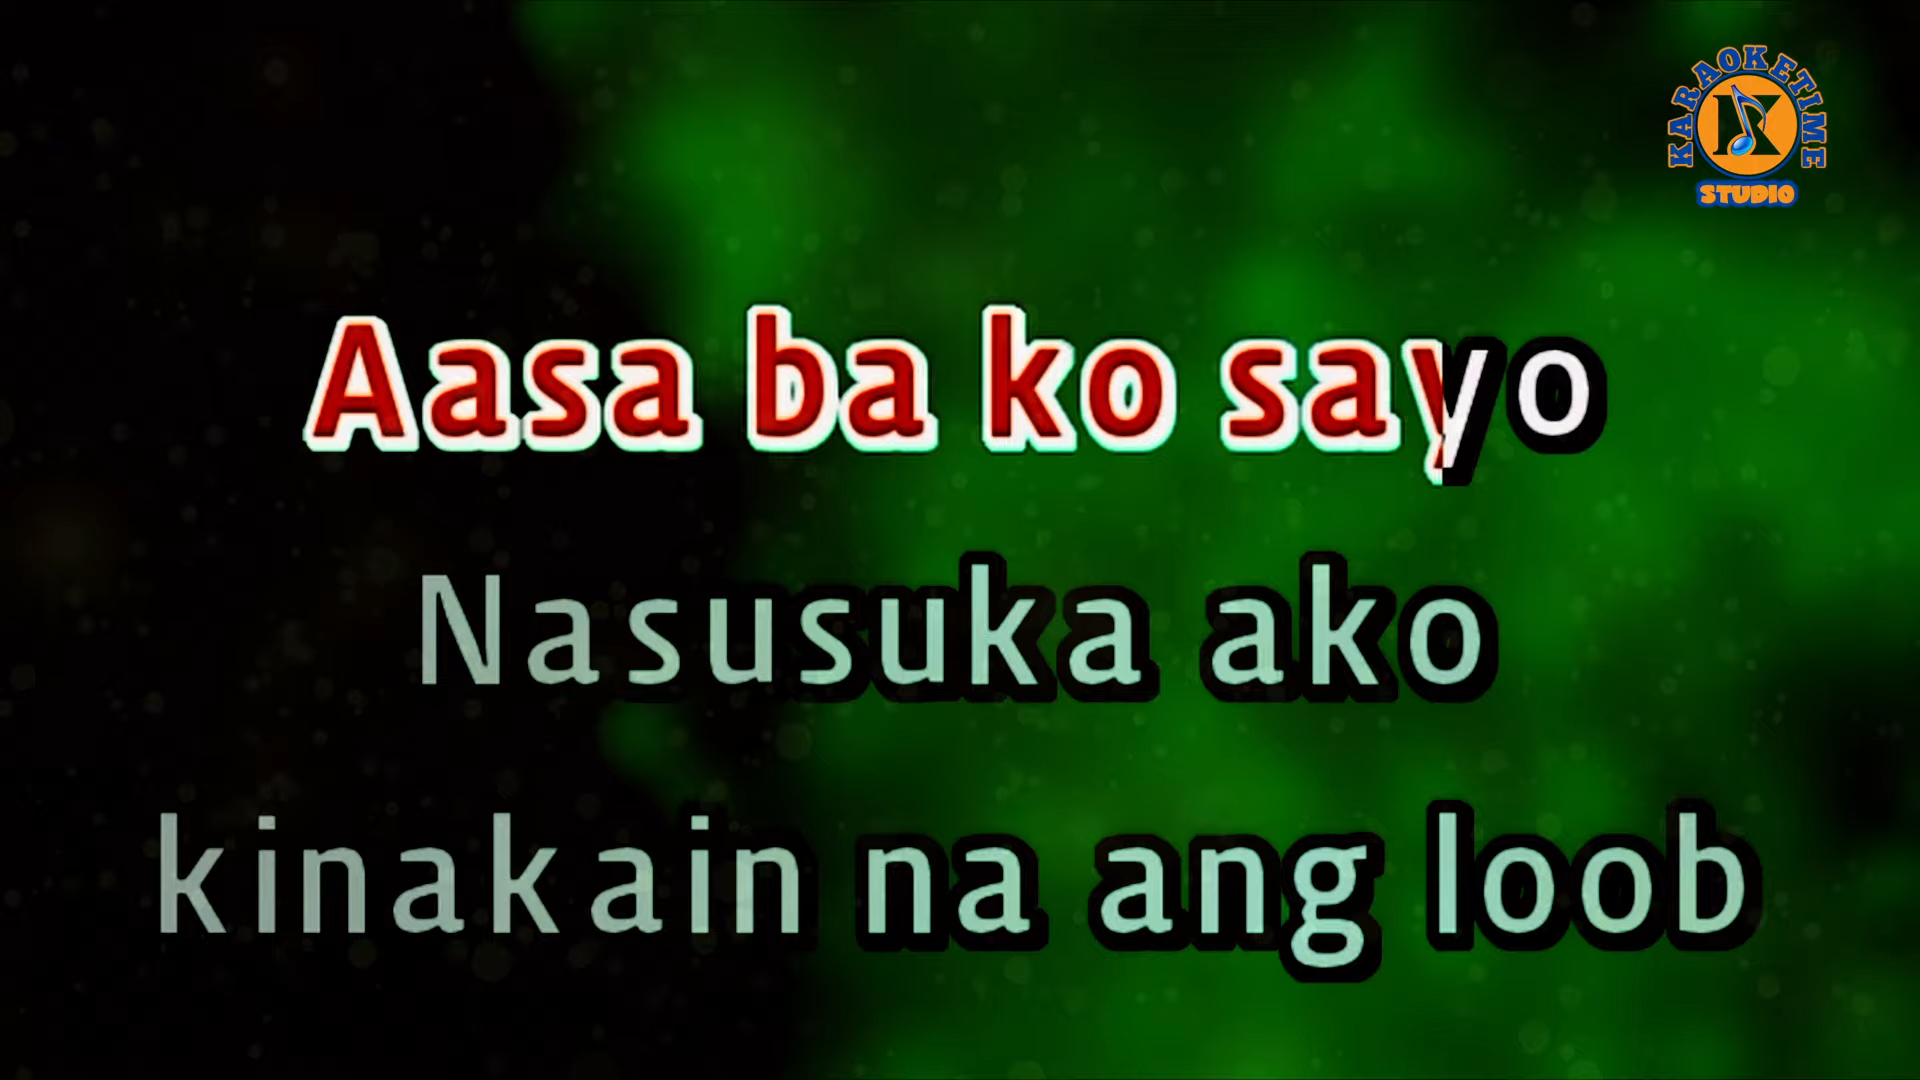 KARAOKETIME
STUDIO
Aasa ba ko sayo
Nasusuka ako
kinakain na ang loob